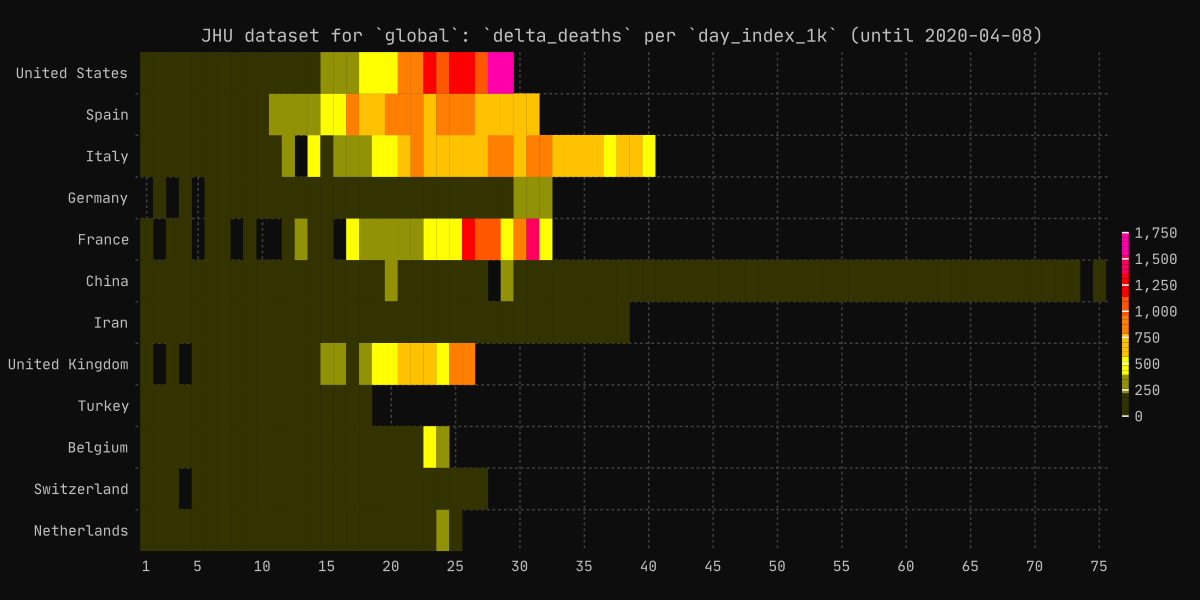 JHU dataset for `global`: `delta_deaths` per `day_index_1k` (until 2020-04-08)
United States
Spain
Italy
Germany
France
China
Iran
United Kingdom
Turkey
Belgium
Switzerland
Netherlands
1 5 10 15 20 25 30 35 40 45 50 55 60 65 70 75
1,750
1,500
1,250
1,000
750
500
250
0